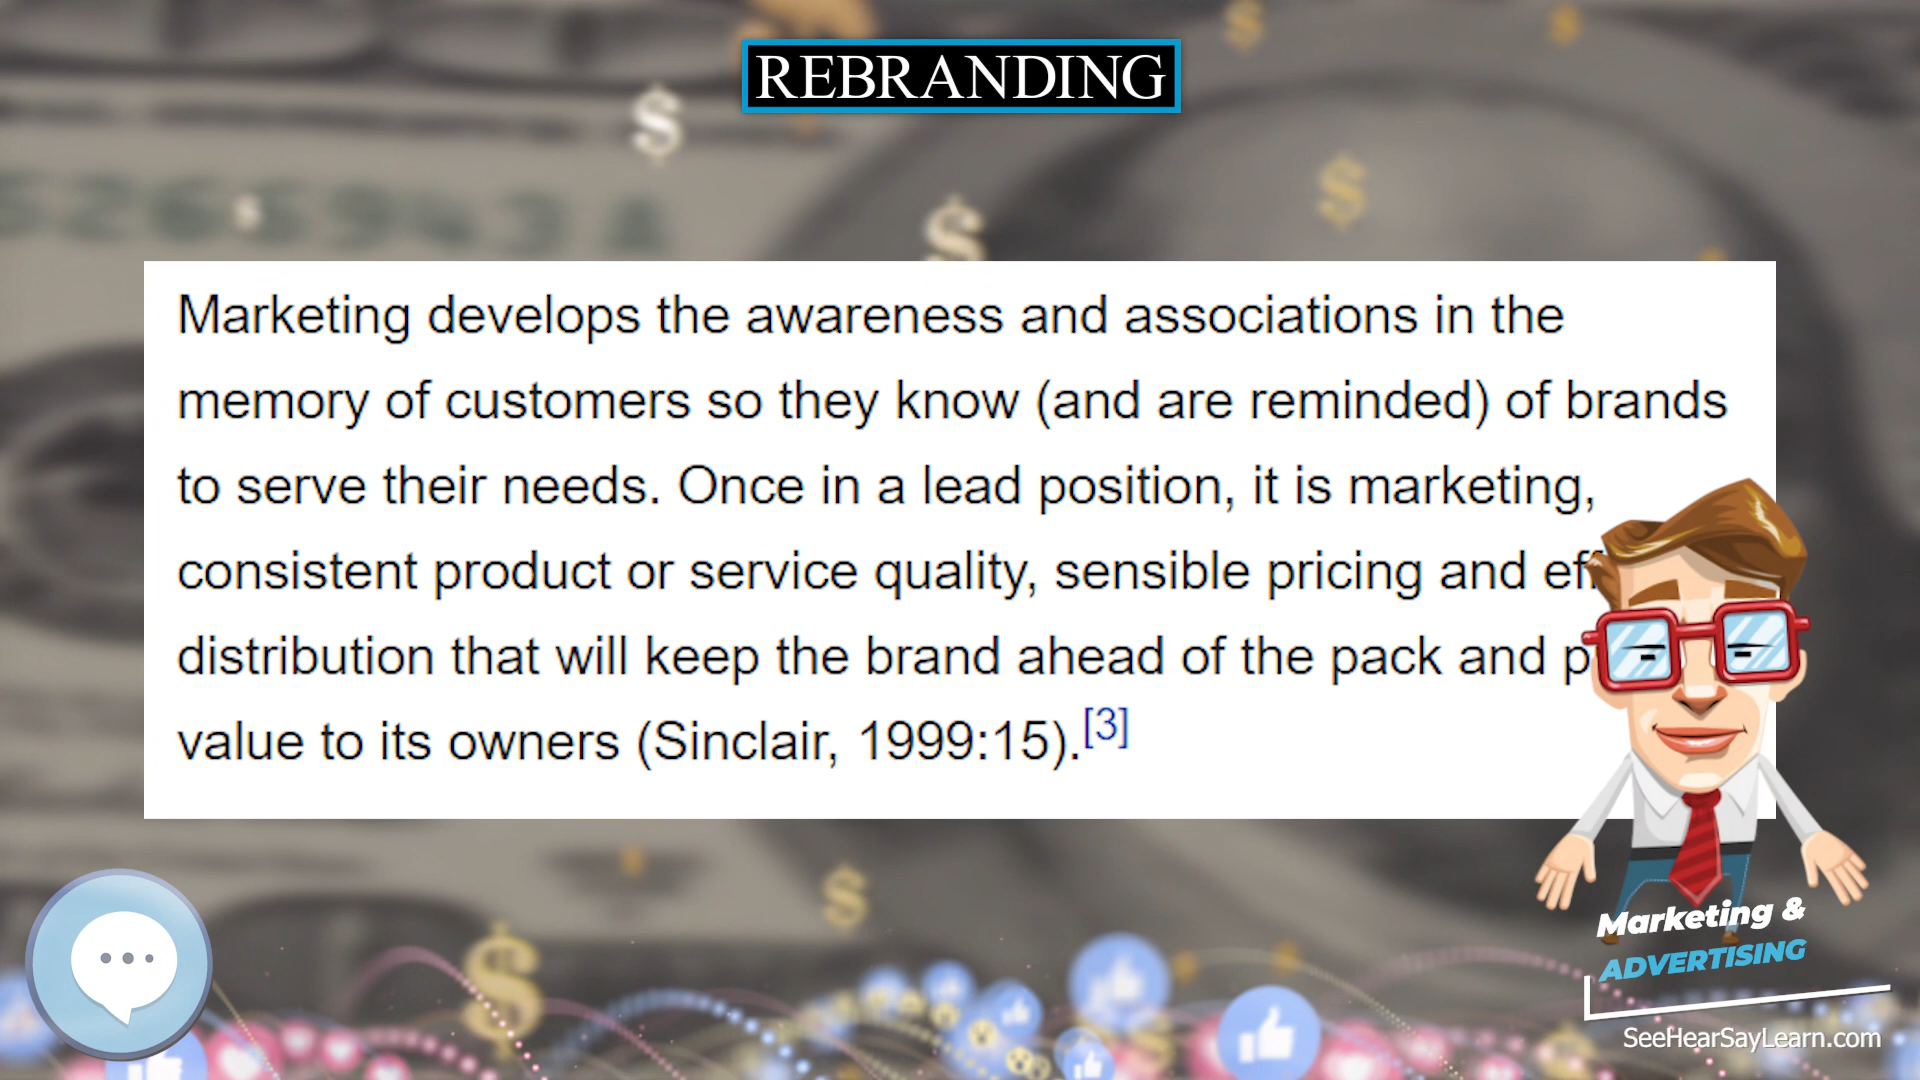 REBRANDING
Marketing develops the awareness and associations in the
memory of customers so they know (and are reminded) of brands
to serve their needs. Once in a lead position, it is marketing,
consistent product or service quality, sensible pricing and
distribution that will keep the brand ahead of the pack and
value to its owners (Sinclair, 1999:15).[3]
Marketing &
ADVERTISING
SeeHearSayLearn.com